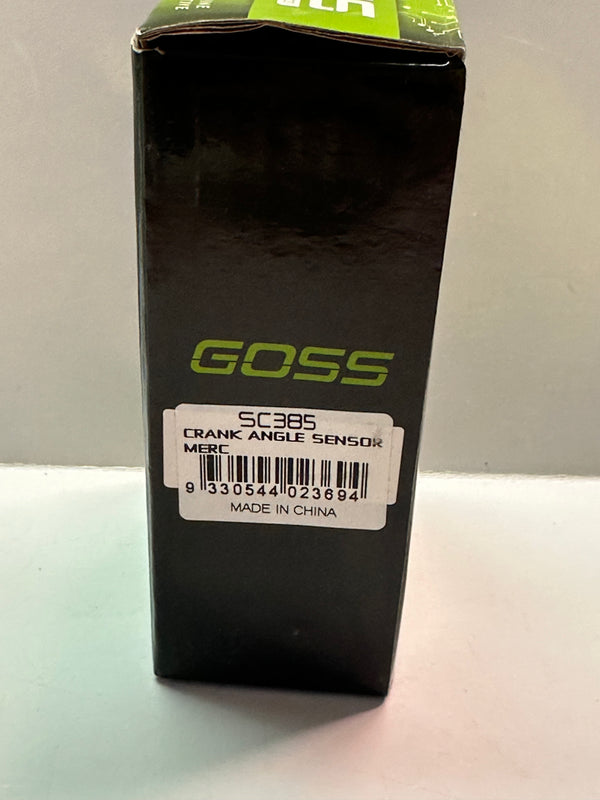 GOSS
SC385
CRANK ANGLE SENSOR
MERC
9 330544 023694
MADE IN CHINA